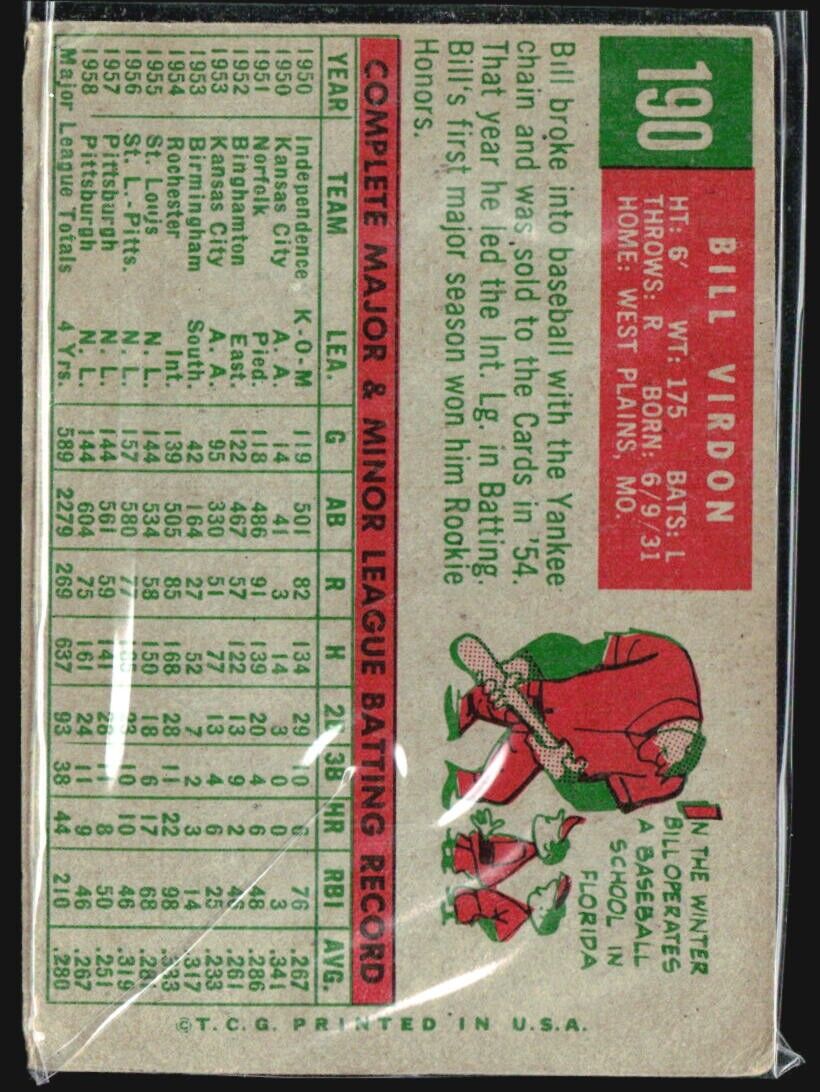 190
BILL VIRDON
HT: 6' WT: 175 BATS: L
THROWS: R BORN: 6/9/31
HOME: WEST PLAINS, MO.
Bill broke into baseball with the Yankee
chain and was sold to the Cards in '54.
That year he led the Int. Lg. in Batting.
Bill's first major season won him Rookie
Honors.
IN THE WINTER
BILL OPERATES
A BASEBALL
SCHOOL IN
FLORIDA
COMPLETE MAJOR & MINOR LEAGUE BATTING RECORD
YEAR TEAM LEA. G AB R H 2B 3B HR RBI AVG.
1950 Independence K-O-M 119 501 82 134 29 10 6 76 .267
1950 Kansas City A. A. 14 41 3 14 3 0 0 3 .341
1951 Norfolk Pied. 118 486 91 139 20 4 6 48 .286
1952 Binghamton East. 122 467 57 122 13 9 2 46 .261
1953 Kansas City A. A. 95 330 51 77 13 4 6 25 .233
1953 Birmingham South. 42 164 27 52 7 2 3 14 .317
1954 Rochester Int. 139 505 85 168 28 11 22 98 .333
1955 St. Louis N. L. 144 534 58 150 18 6 17 68 .281
1956 St. L.-Pitts. N. L. 157 580 77 10 10 46 .319
1957 Pittsburgh N. L. 144 561 59 141 11 8 50 .251
1958 Pittsburgh N. L. 144 604 75 161 24 11 9 46 .267
Major League Totals 4 Yrs. 589 2279 269 637 93 38 44 210 .280
©T.C.G. PRINTED IN U.S.A.